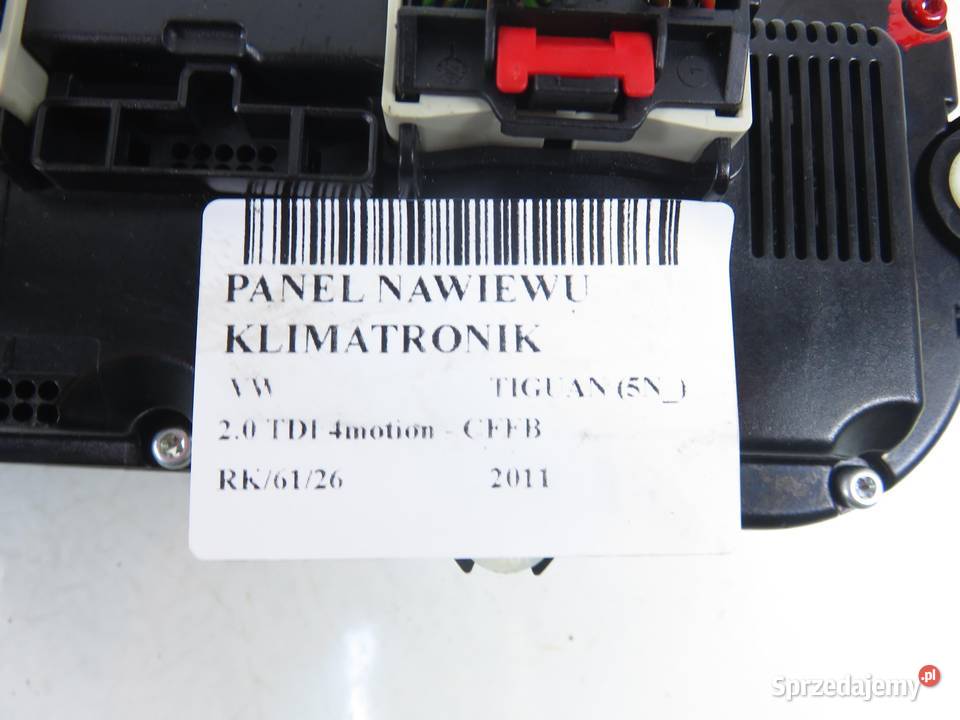 PANEL NAWIEWU
KLIMATRONIK
VW TIGUAN (5N_)
2.0 TDI 4motion - CFFB
RK/61/26 2011
Sprzedajemy.pl